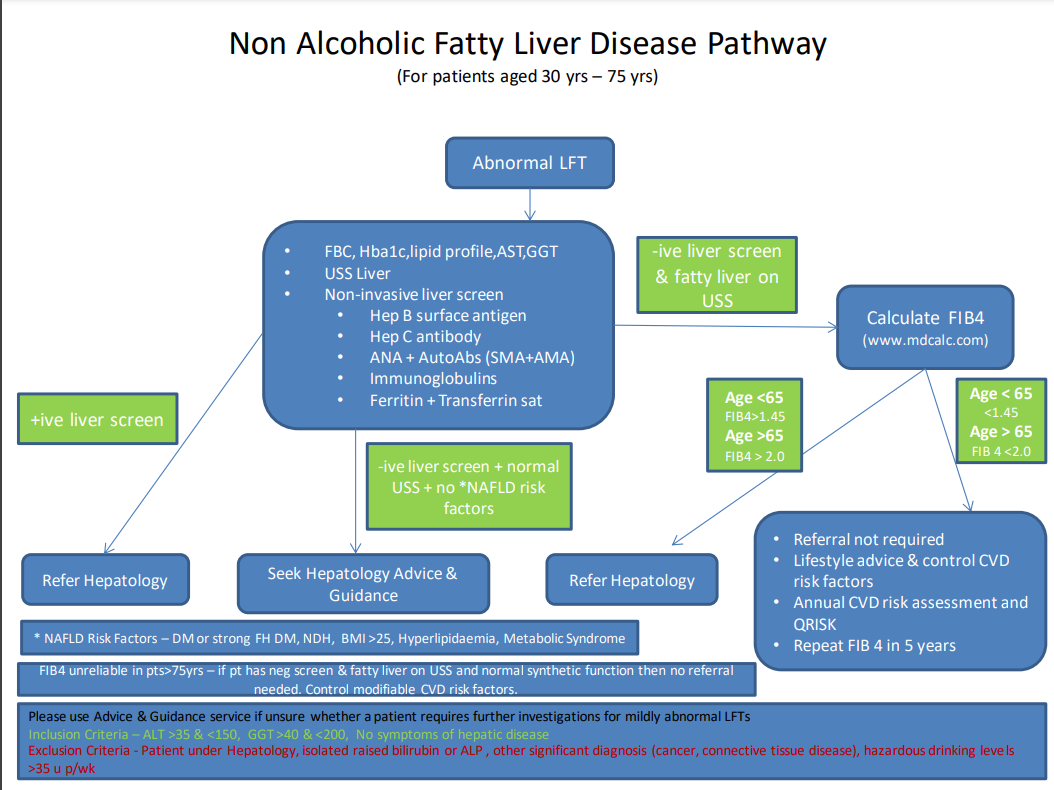 Non Alcoholic Fatty Liver Disease Pathway
(For patients aged 30 yrs – 75 yrs)
Abnormal LFT
• FBC, Hba1c,lipid profile,AST,GGT
• USS Liver
• Non-invasive liver screen
• Hep B surface antigen
• Hep C antibody
• ANA + AutoAbs (SMA+AMA)
• Immunoglobulins
• Ferritin + Transferrin sat
-ive liver screen
& fatty liver on
USS
Calculate FIB4
(www.mdcalc.com)
+ive liver screen
-ive liver screen + normal
USS + no *NAFLD risk
factors
Age <65
FIB4>1.45
Age >65
FIB4 > 2.0
Age < 65
<1.45
Age > 65
FIB 4 <2.0
Refer Hepatology
Seek Hepatology Advice &
Guidance
Refer Hepatology
• Referral not required
• Lifestyle advice & control CVD
risk factors
• Annual CVD risk assessment and
QRISK
• Repeat FIB 4 in 5 years
* NAFLD Risk Factors – DM or strong FH DM, NDH, BMI >25, Hyperlipidaemia, Metabolic Syndrome
FIB4 unreliable in pts>75yrs – if pt has neg screen & fatty liver on USS and normal synthetic function then no referral
needed. Control modifiable CVD risk factors.
Please use Advice & Guidance service if unsure whether a patient requires further investigations for mildly abnormal LFTs
Inclusion Criteria – ALT >35 & <150, GGT >40 & <200, No symptoms of hepatic disease
Exclusion Criteria - Patient under Hepatology, isolated raised bilirubin or ALP , other significant diagnosis (cancer, connective tissue disease), hazardous drinking levels
>35 u p/wk